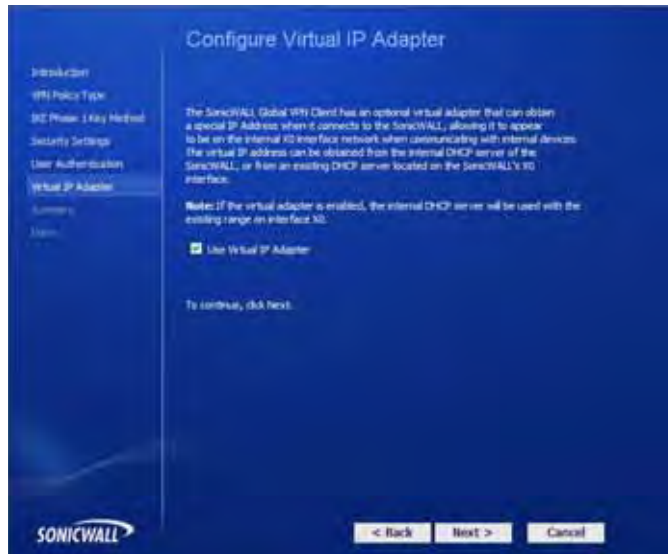 Configure Virtual IP Adapter
Introduction
VPN Policy Type
IKE Phase 1 Key Method
Security Settings
User Authentication
Virtual IP Adapter
Summary
The SonicWALL Global VPN Client has an optional virtual adapter that can obtain
a special IP Address when it connects to the SonicWALL, allowing it to appear
to be on the internal X0 interface network when communicating with internal devices.
The virtual IP address can be obtained from the internal DHCP server of the
SonicWALL, or from an existing DHCP server located on the SonicWALL's X0
interface.
Note: If the virtual adapter is enabled, the internal DHCP server will be used with the
existing range on interface X0.
Use Virtual IP Adapter
To continue, click Next.
SONICWALL
< Back
Next >
Cancel